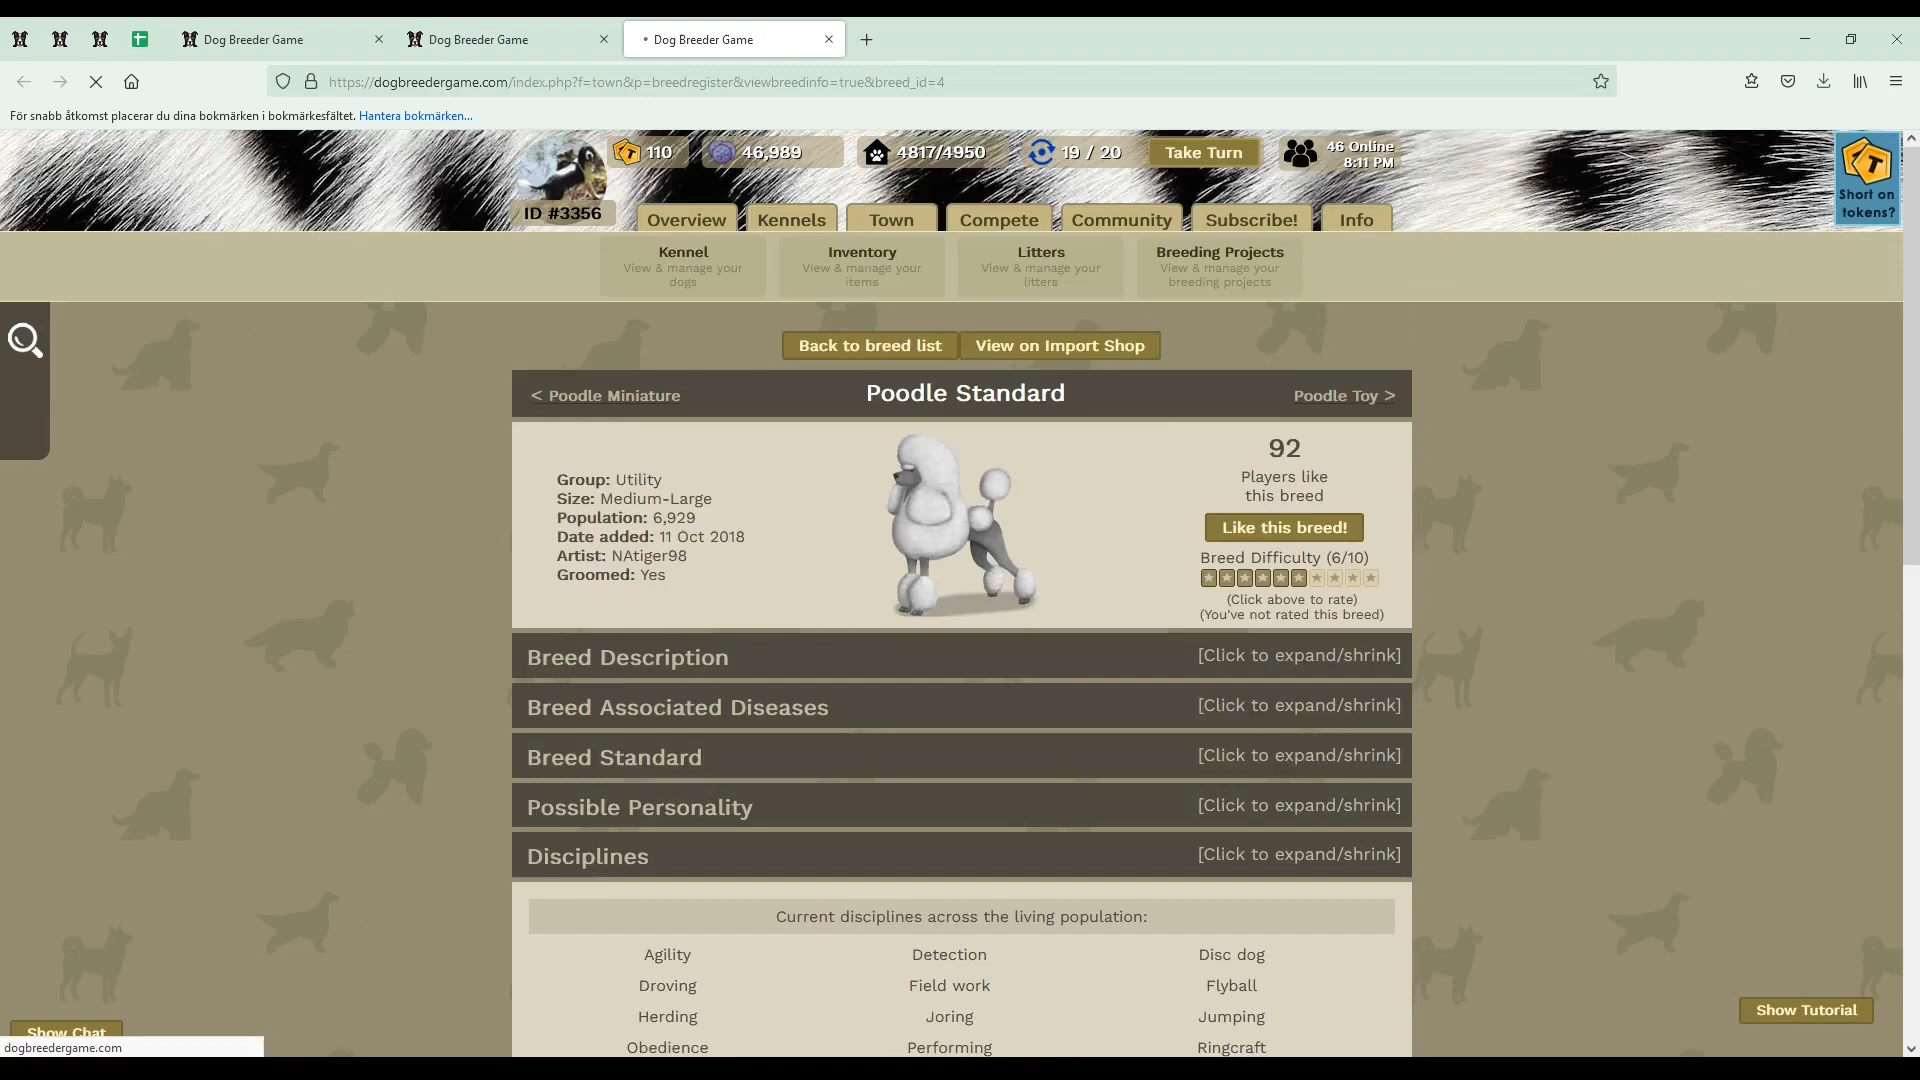 Dog Breeder Game
Dog Breeder Game
Dog Breeder Game
https://dogbreedergame.com/index.php?f=town&p=breedregister&viewbreedinfo=true&breed_id=4
För snabb åtkomst placerar du dina bokmärken i bokmärkesfältet. Hantera bokmärken...
110
46,989
4817/4950
19 / 20
Take Turn
46 Online
8:11 PM
T
Short on
tokens?
ID #3356
Overview
Kennels
Town
Compete
Community
Subscribe!
Info
Kennel
View & manage your
dogs
Inventory
View & manage your
items
Litters
View & manage your
litters
Breeding Projects
View & manage your
breeding projects
Back to breed list
View on Import Shop
< Poodle Miniature
Poodle Standard
Poodle Toy >
Group: Utility
Size: Medium-Large
Population: 6,929
Date added: 11 Oct 2018
Artist: NAtiger98
Groomed: Yes
92
Players like
this breed
Like this breed!
Breed Difficulty (6/10)
(Click above to rate)
(You've not rated this breed)
Breed Description [Click to expand/shrink]
Breed Associated Diseases [Click to expand/shrink]
Breed Standard [Click to expand/shrink]
Possible Personality [Click to expand/shrink]
Disciplines [Click to expand/shrink]
Current disciplines across the living population:
Agility Detection Disc dog
Droving Field work Flyball
Herding Joring Jumping
Obedience Performing Ringcraft
Show Tutorial
Show Chat
dogbreedergame.com